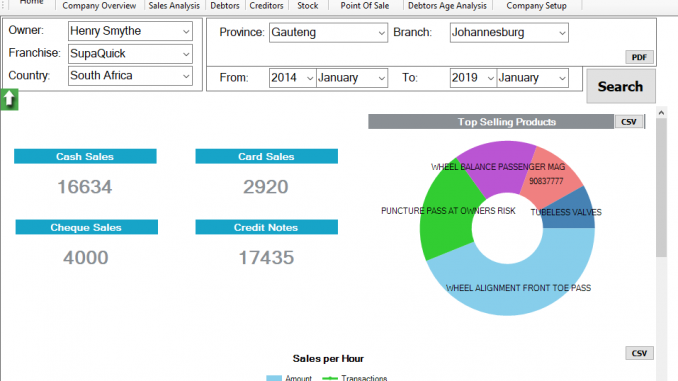 Home Company Overview Sales Analysis Debtors Creditors Stock Point Of Sale Debtors Age Analysis Company Setup
Owner: Henry Smythe Province: Gauteng Branch: Johannesburg
Franchise: SupaQuick
PDF
Country: South Africa From: 2014 January To: 2019 January Search
Top Selling Products CSV
Cash Sales Card Sales
16634 2920
Cheque Sales Credit Notes
4000 17435
WHEEL BALANCE PASSENGER MAG
90837777
PUNCTURE PASS AT OWNERS RISK TUBELESS VALVES
WHEEL ALIGNMENT FRONT TOE PASS
CSV
Sales per Hour
Amount Transactions